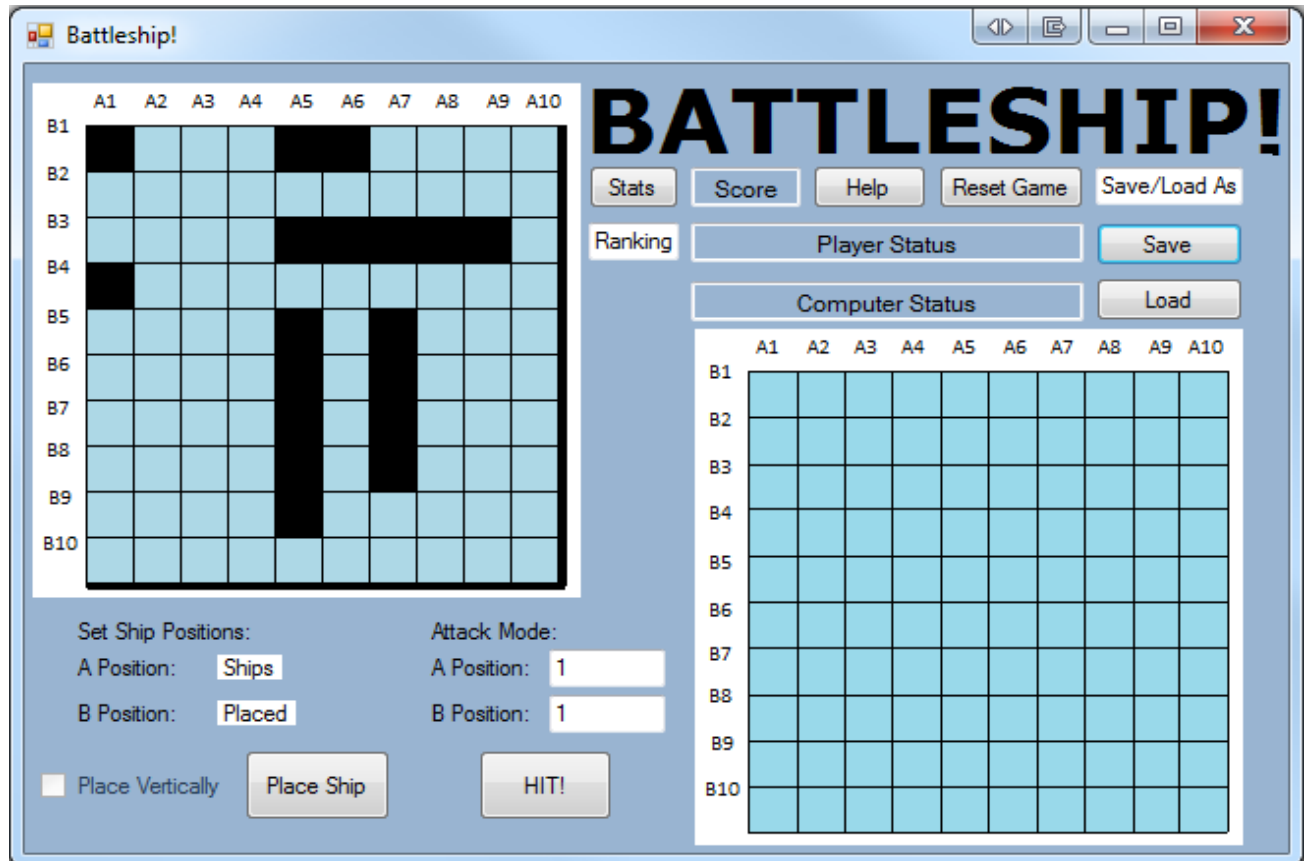 Battleship!
A1 A2 A3 A4 A5 A6 A7 A8 A9 A10
B1
B2
B3
B4
B5
B6
B7
B8
B9
B10
BATTLESHIP!
Stats Score Help Reset Game Save/Load As
Ranking Player Status Save
Computer Status Load
A1 A2 A3 A4 A5 A6 A7 A8 A9 A10
B1
B2
B3
B4
B5
B6
B7
B8
B9
B10
Set Ship Positions: Attack Mode:
A Position: Ships A Position: 1
B Position: Placed B Position: 1
Place Vertically Place Ship HIT!